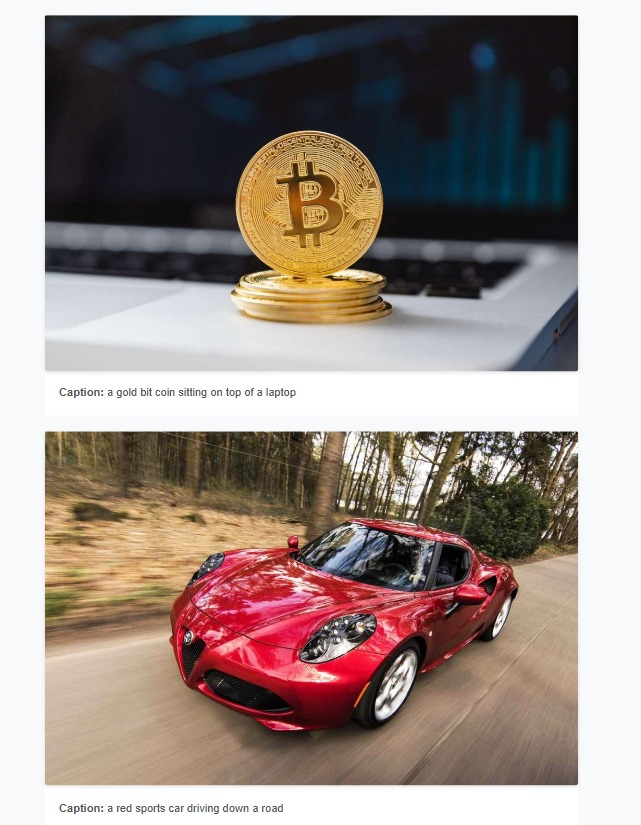 Caption: a gold bit coin sitting on top of a laptop
Caption: a red sports car driving down a road